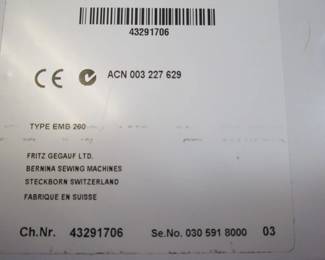 43291706
CE ACN 003 227 629
TYPE EMB 260
FRITZ GEGAUF LTD.
BERNINA SEWING MACHINES
STECKBORN SWITZERLAND
FABRIQUE EN SUISSE
Ch.Nr. 43291706 Se.No. 030 591 8000 03